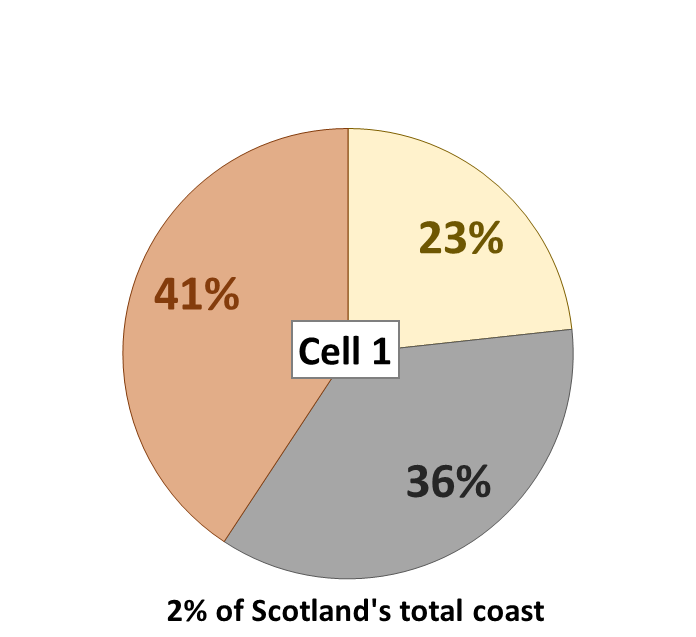 23%
41%
Cell 1
36%
2% of Scotland's total coast